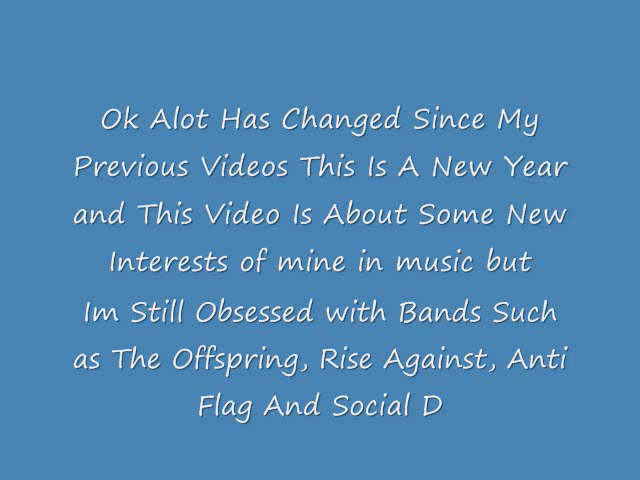 Ok Alot Has Changed Since My
Previous Videos This Is A New Year
and This Video Is About Some New
Interests of mine in music but
Im Still Obsessed with Bands Such
as The Offspring, Rise Against, Anti
Flag And Social D